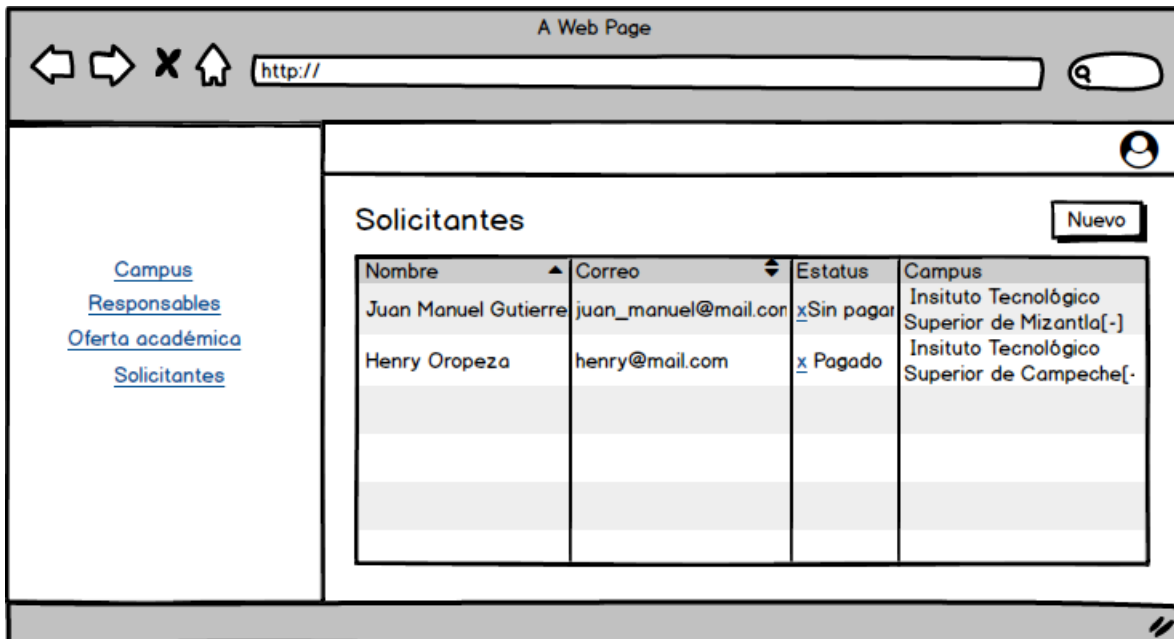 A Web Page
http://
Solicitantes
Nuevo
Campus
Responsables
Oferta académica
Solicitantes
Nombre Correo Estatus Campus
Juan Manuel Gutierre juan_manuel@mail.com xSin pagar Insituto Tecnológico
Superior de Mizantla[-]
Henry Oropeza henry@mail.com x Pagado Insituto Tecnológico
Superior de Campeche[-